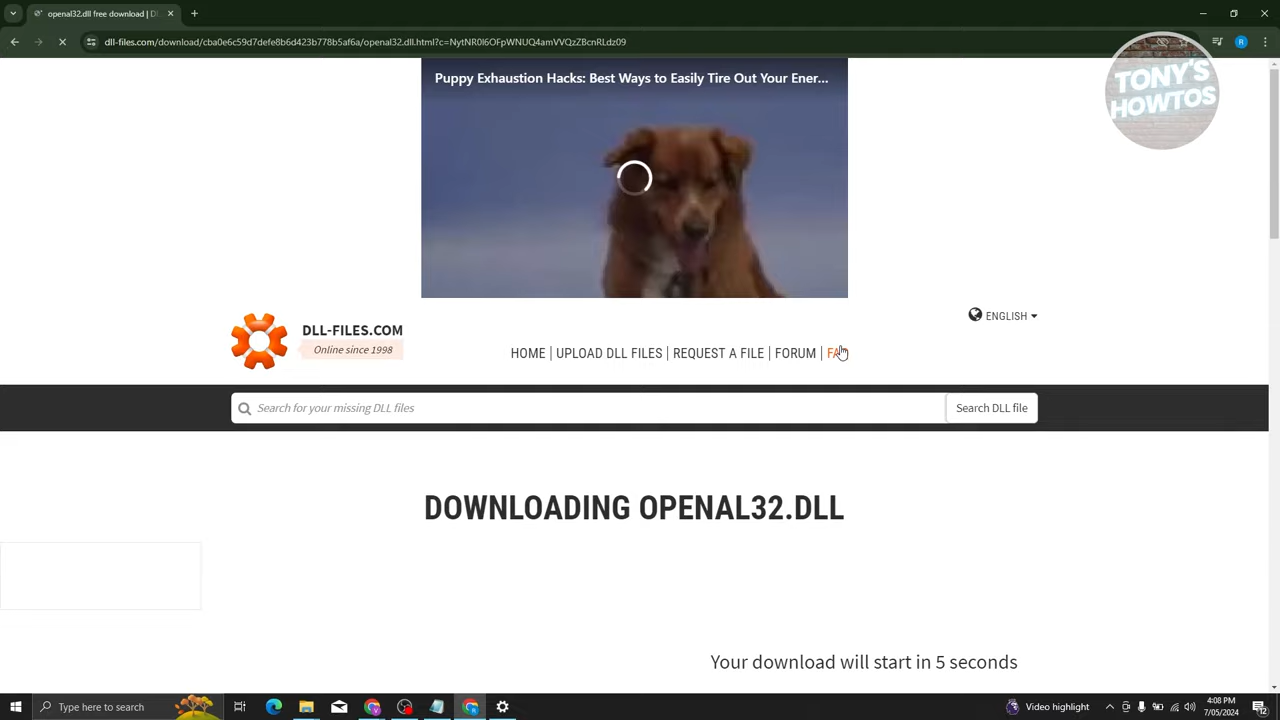 openal32.dll free download | D
dll-files.com/download/cba0e6c59d7defe8b6d423b778b5af6a/openal32.dll.html?c=NytNR0l6OFpWNUQ4amVVQzZBcnRLdz09
R
TONY'S
HOWTOS
Puppy Exhaustion Hacks: Best Ways to Easily Tire Out Your Ener...
ENGLISH
DLL-FILES.COM
Online since 1998
HOME | UPLOAD DLL FILES | REQUEST A FILE | FORUM |
Search for your missing DLL files
Search DLL file
DOWNLOADING OPENAL32.DLL
Your download will start in 5 seconds
Type here to search
Video highlight
4:08 PM
7/05/2024
12